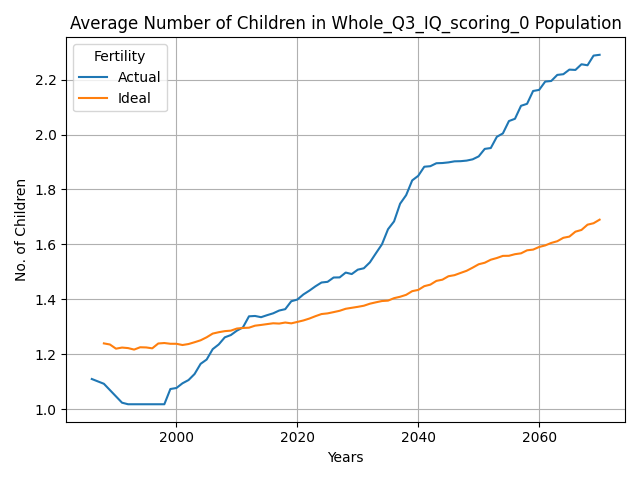 Average Number of Children in Whole_Q3_IQ_scoring_0 Population
Fertility
Actual
Ideal
No. of Children
2.2
2.0
1.8
1.6
1.4
1.2
1.0
2000 2020 2040 2060
Years